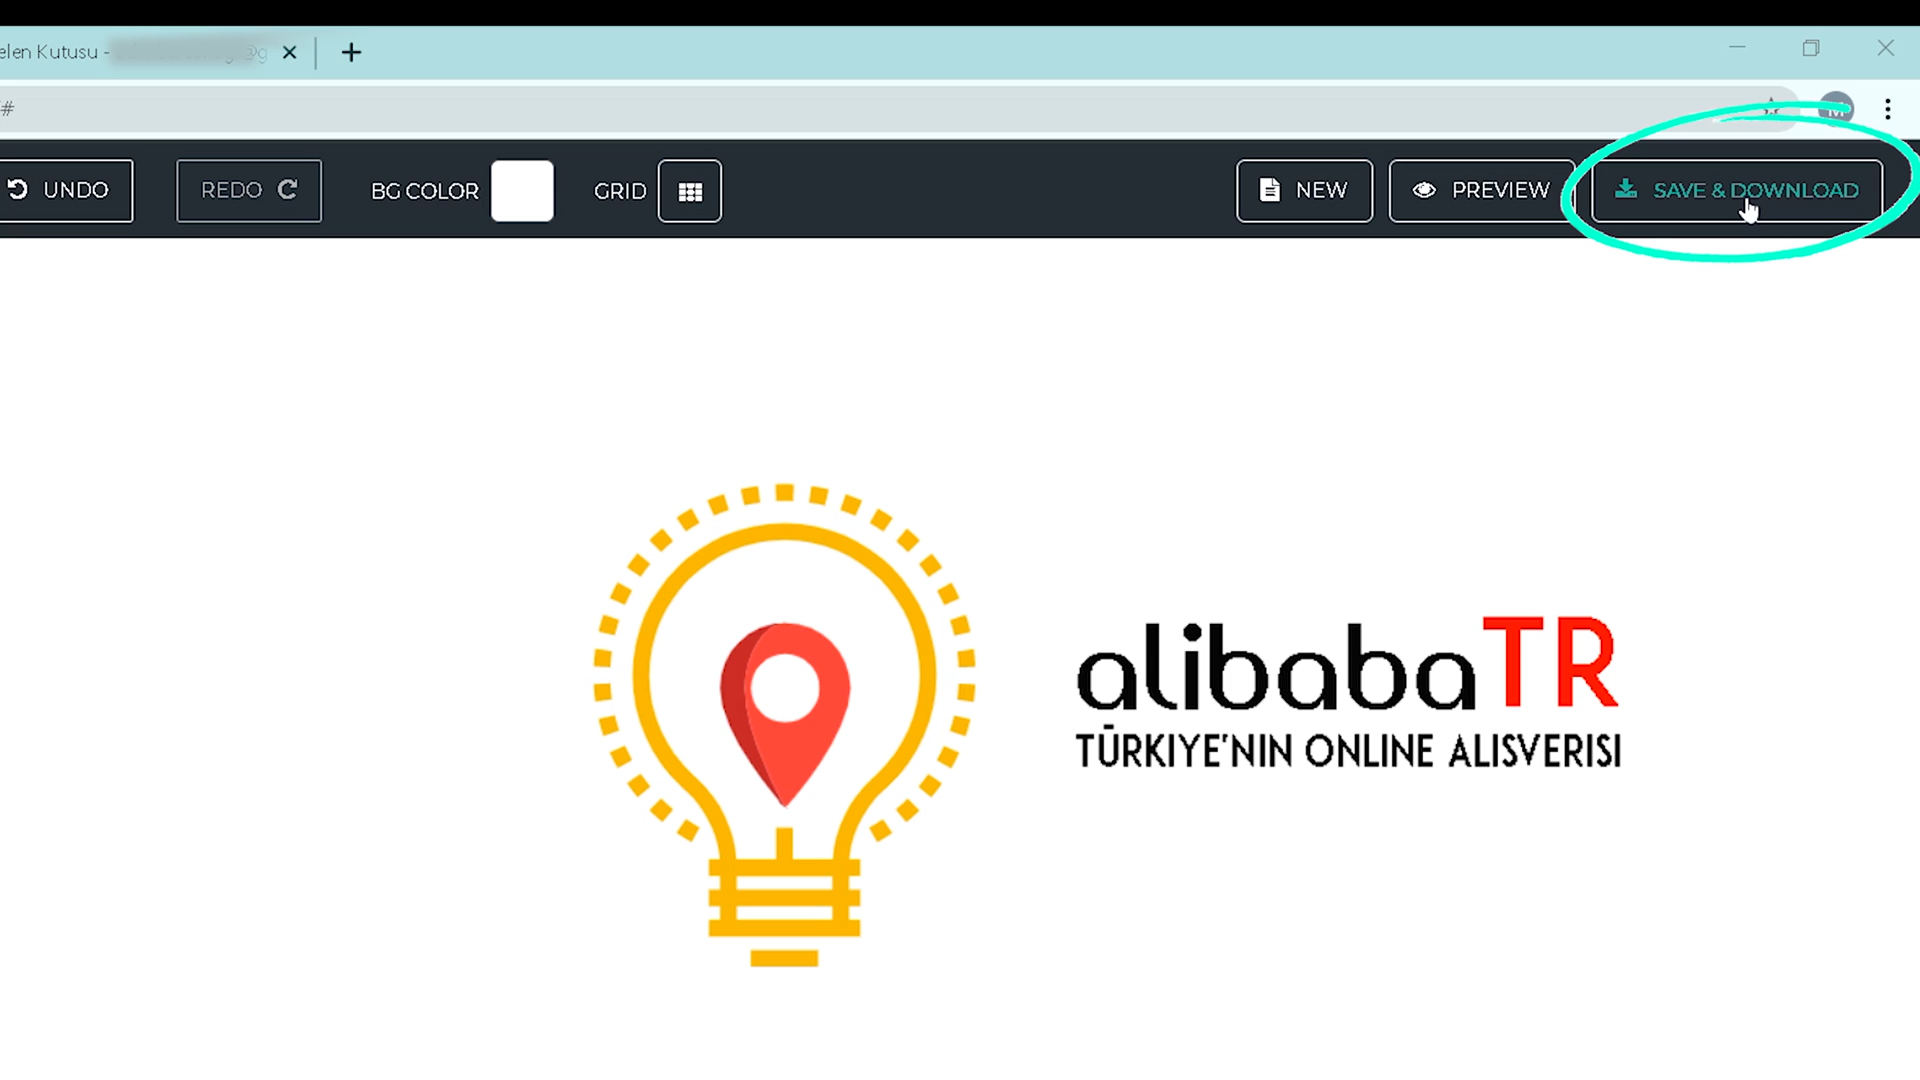 elen Kutusu -
/#
UNDO
REDO
BG COLOR
GRID
NEW
PREVIEW
SAVE & DOWNLOAD
alibabaTR
TÜRKIYE'NIN ONLINE ALISVERISI